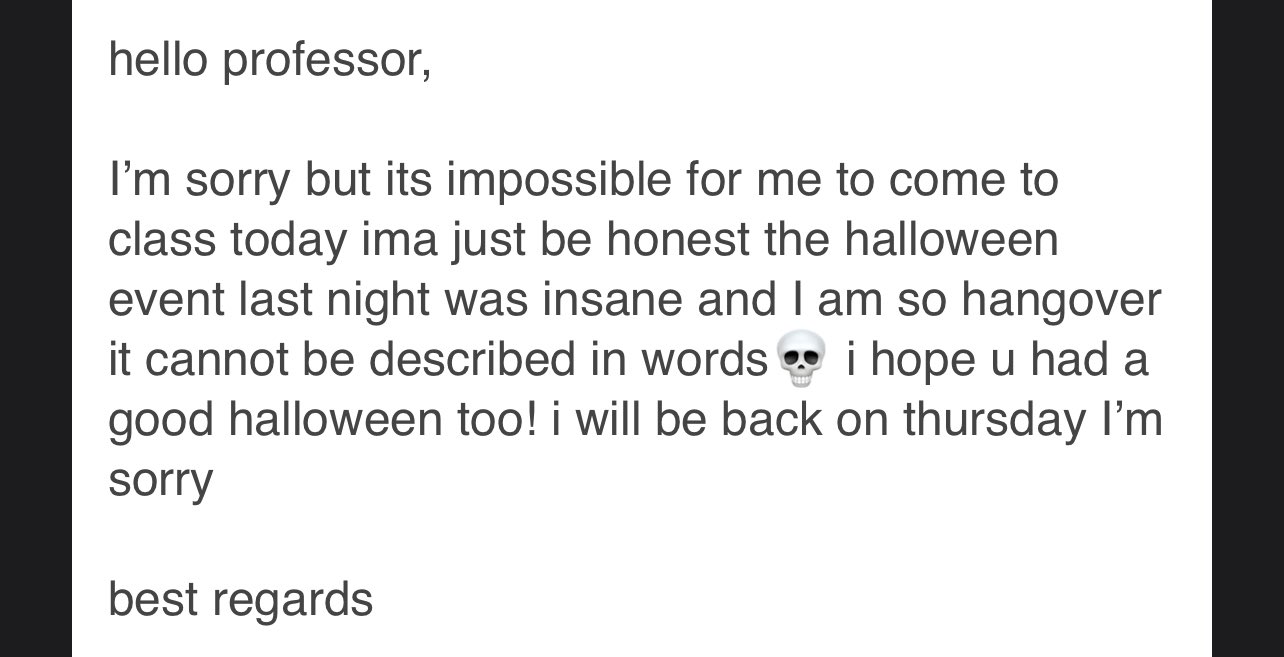 hello professor,
I’m sorry but its impossible for me to come to
class today ima just be honest the halloween
event last night was insane and I am so hangover
it cannot be described in words💀 i hope u had a
good halloween too! i will be back on thursday I’m
sorry
best regards